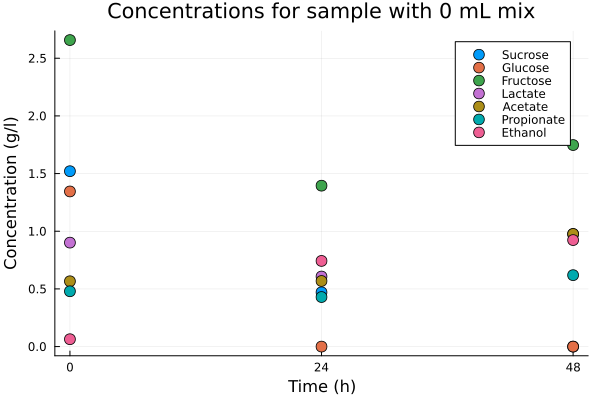 Concentrations for sample with 0 mL mix
Concentration (g/l)
2.5
2.0
1.5
1.0
0.5
0.0
Sucrose
Glucose
Fructose
Lactate
Acetate
Propionate
Ethanol
0
24
48
Time (h)